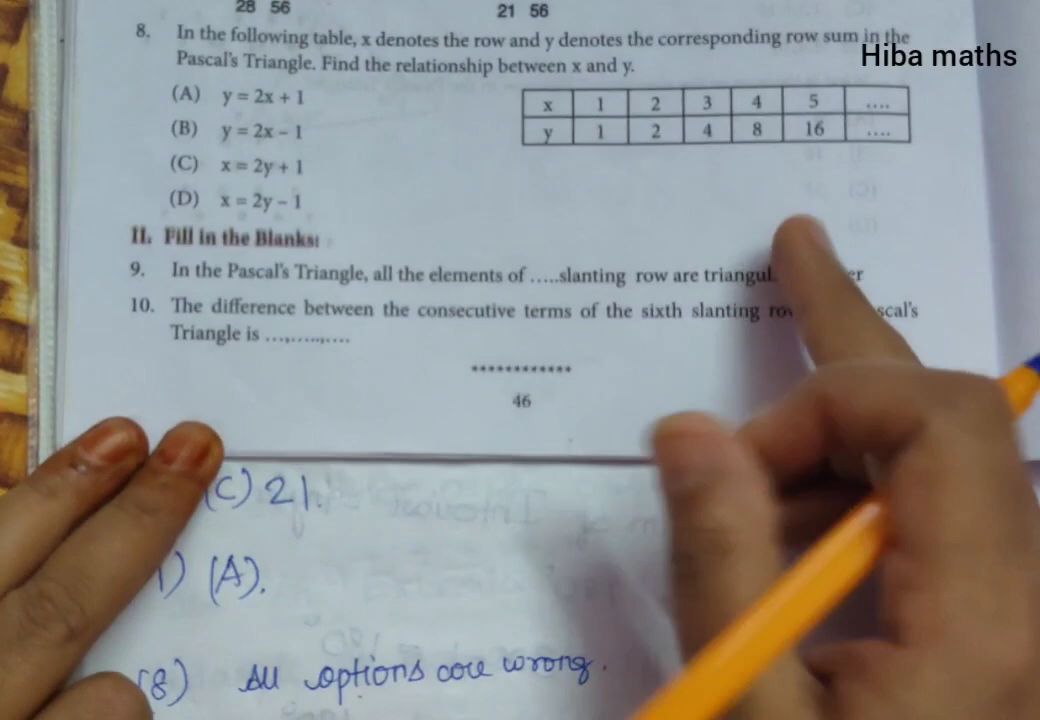 28 56
21 56
8. In the following table, x denotes the row and y denotes the corresponding row sum in the
Pascal's Triangle. Find the relationship between x and y.
Hiba maths
(A) y = 2x + 1
(B) y = 2x – 1
(C) x = 2y + 1
(D) x = 2y – 1
x 1 2 3 4 5 ....
y 1 2 4 8 16 ....
II. Fill in the Blanks:
9. In the Pascal's Triangle, all the elements of .....slanting row are er
10. The difference between the consecutive terms of the sixth slanting scal's
Triangle is ...,.....,....
************
46
(C) 21.
) (A).
(8) All options are wrong.